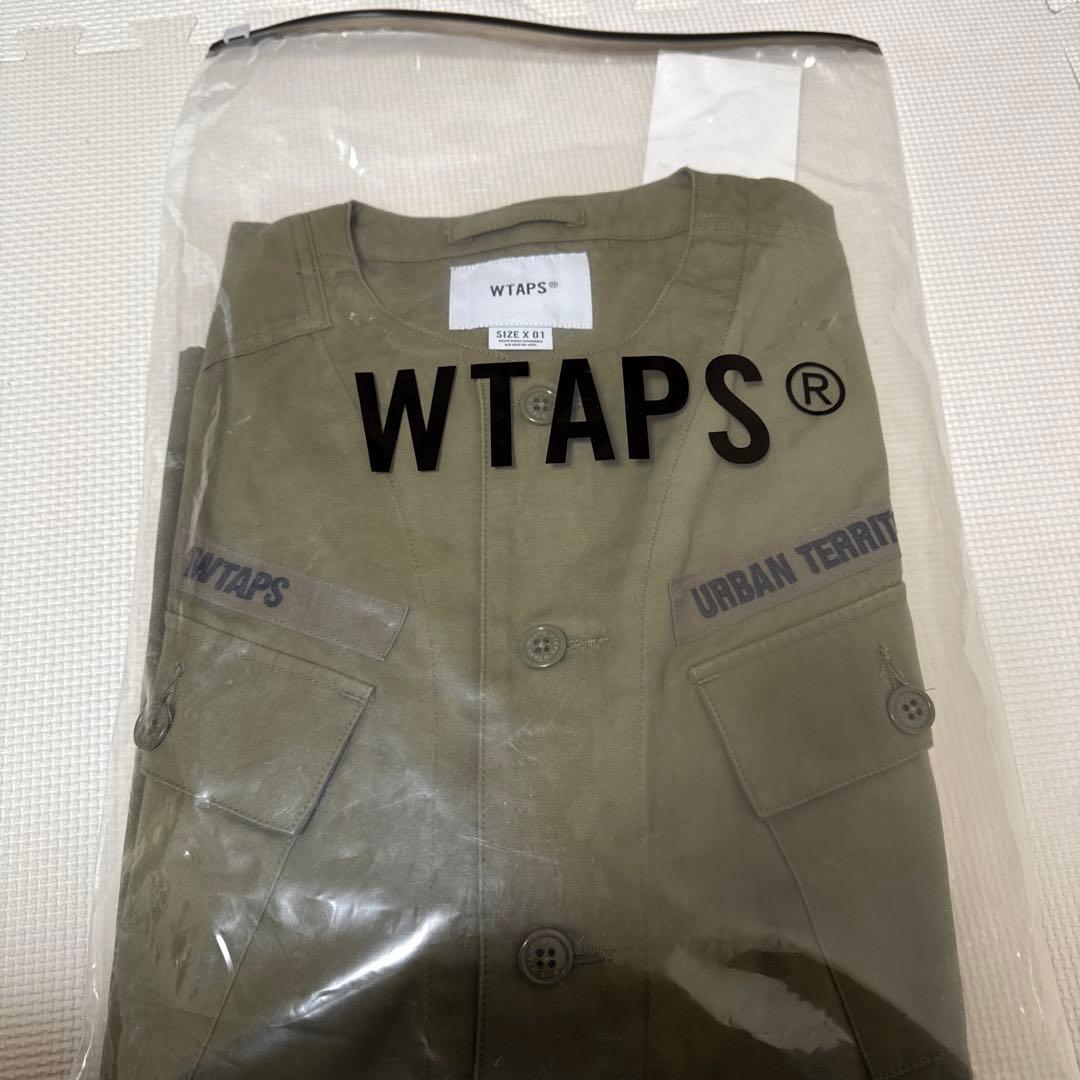 WTAPS®
SIZE X 01
WTAPS®
WTAPS
URBAN TERRIT